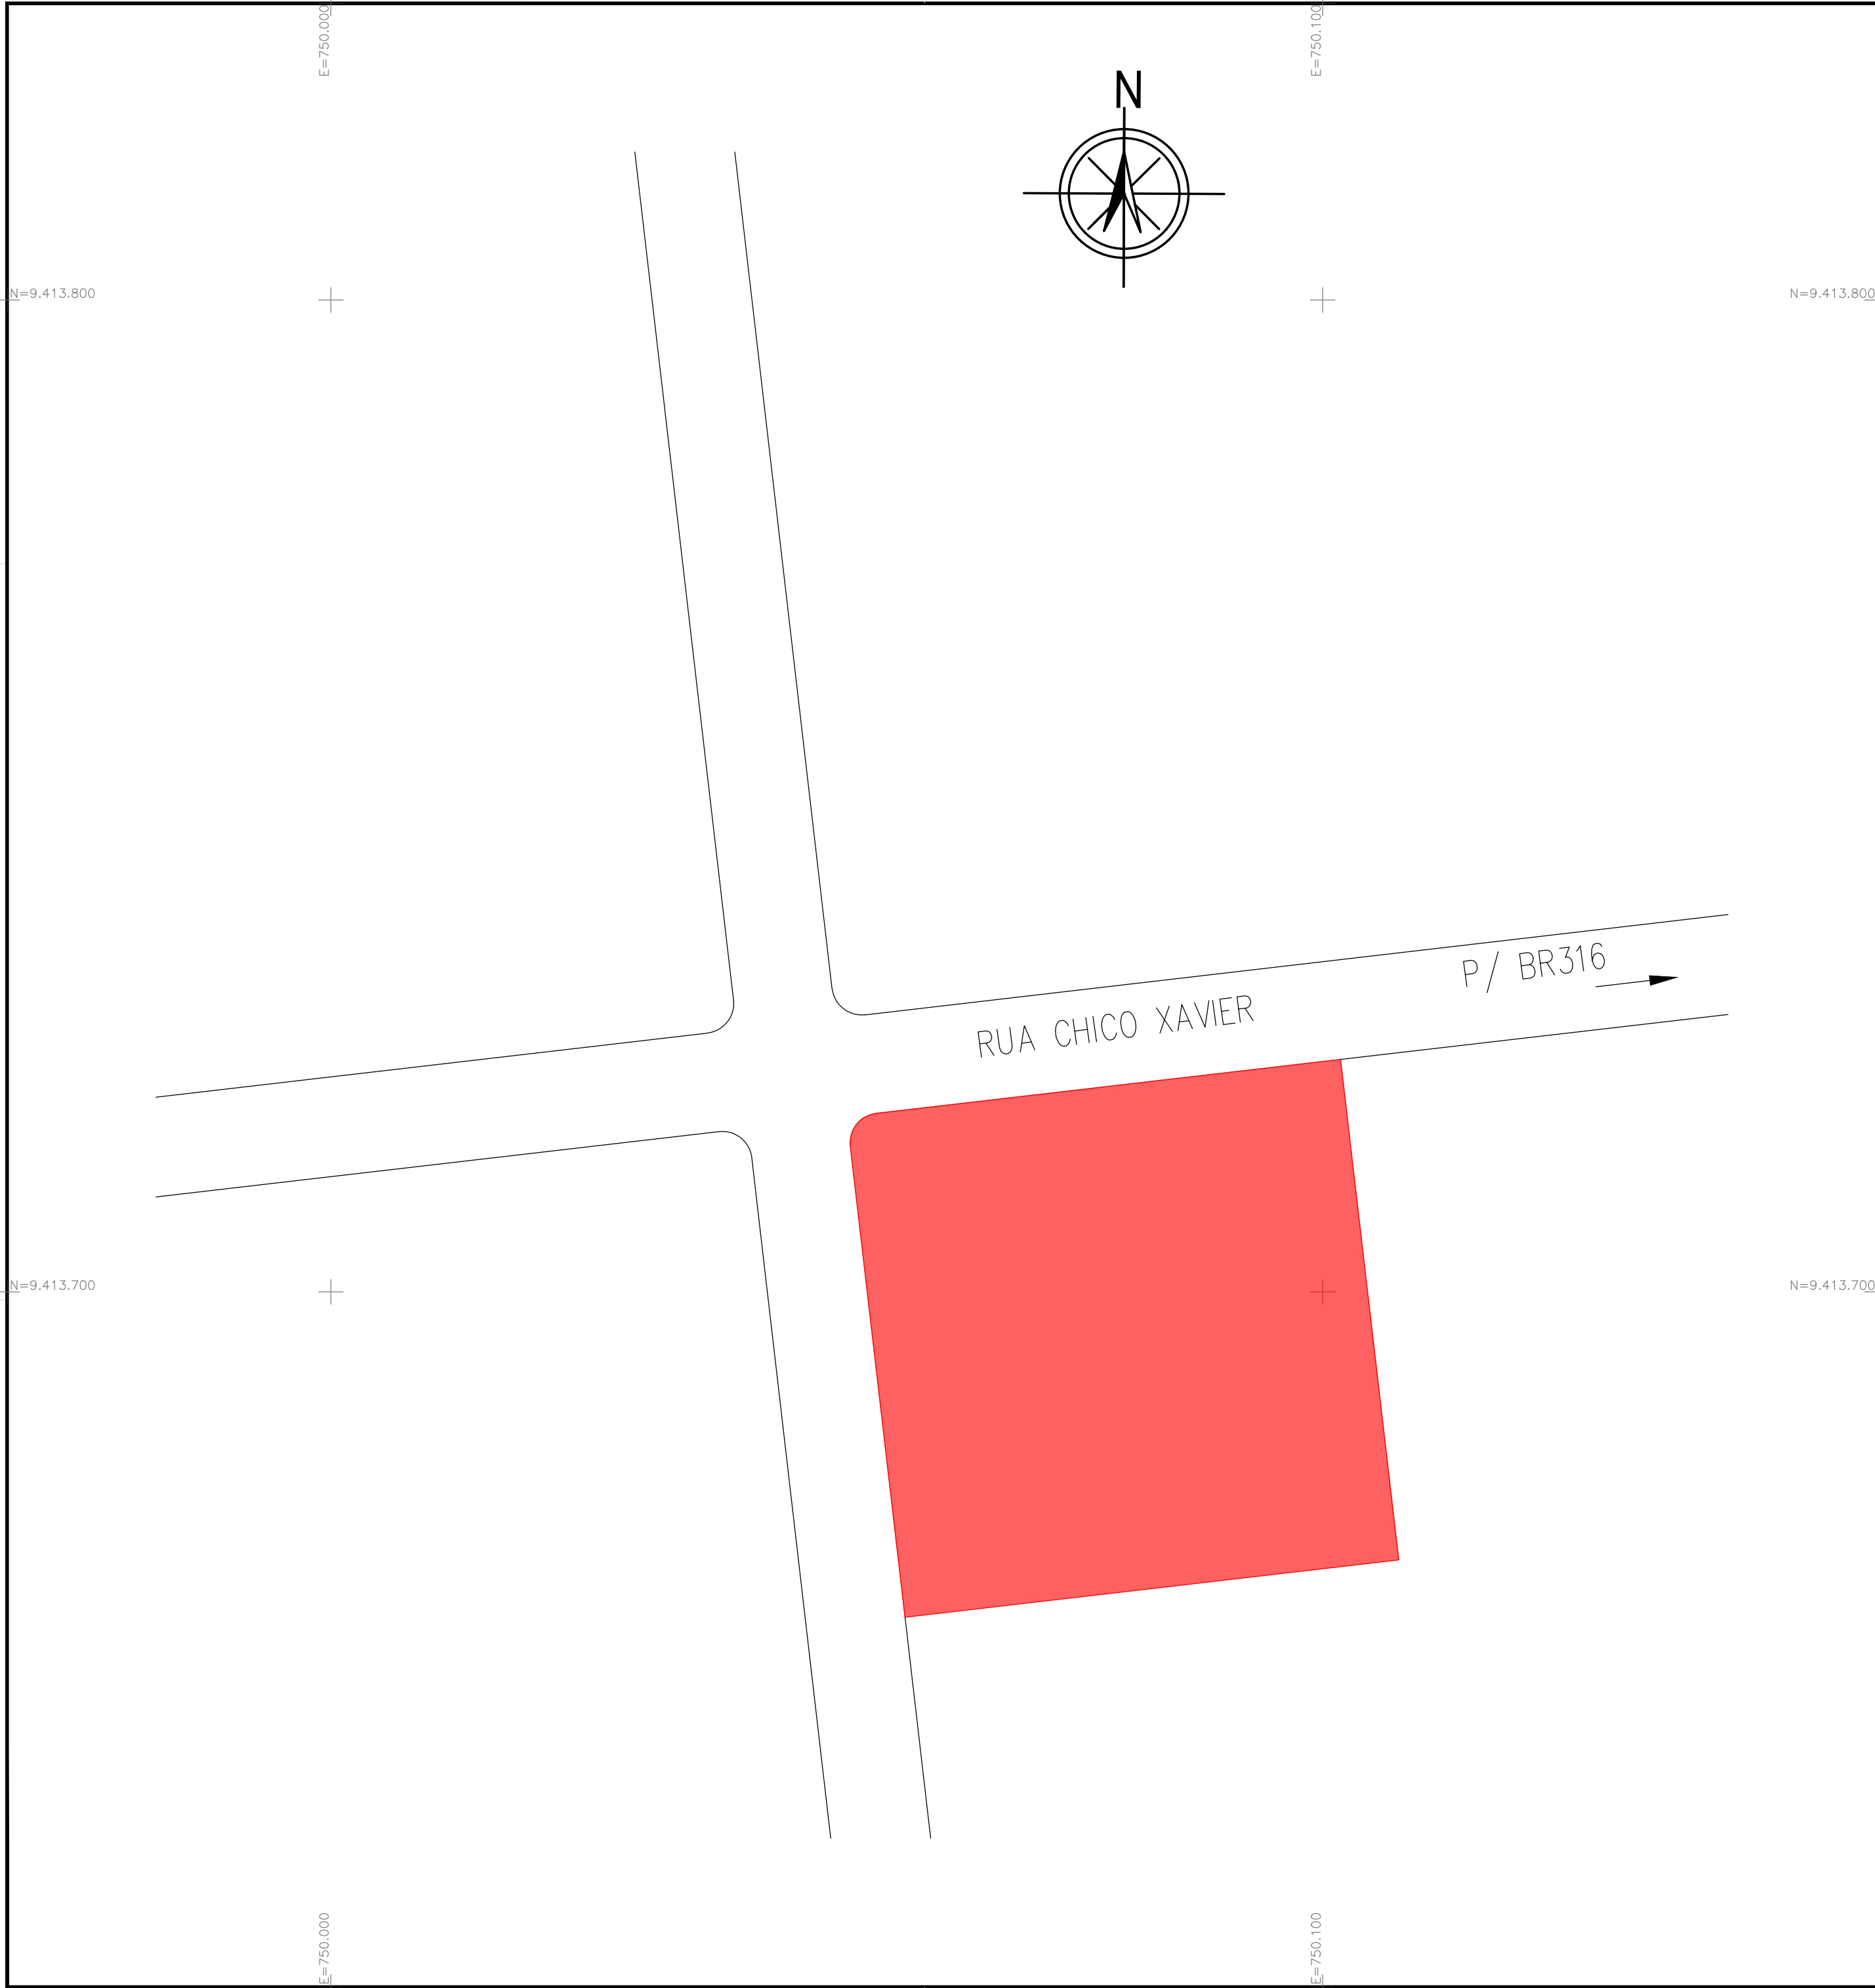 E=750.000
E=750.100
N
N=9.413.800
N=9.413.800
P/ BR316
RUA CHICO XAVIER
N=9.413.700
N=9.413.700
E=750.000
E=750.100